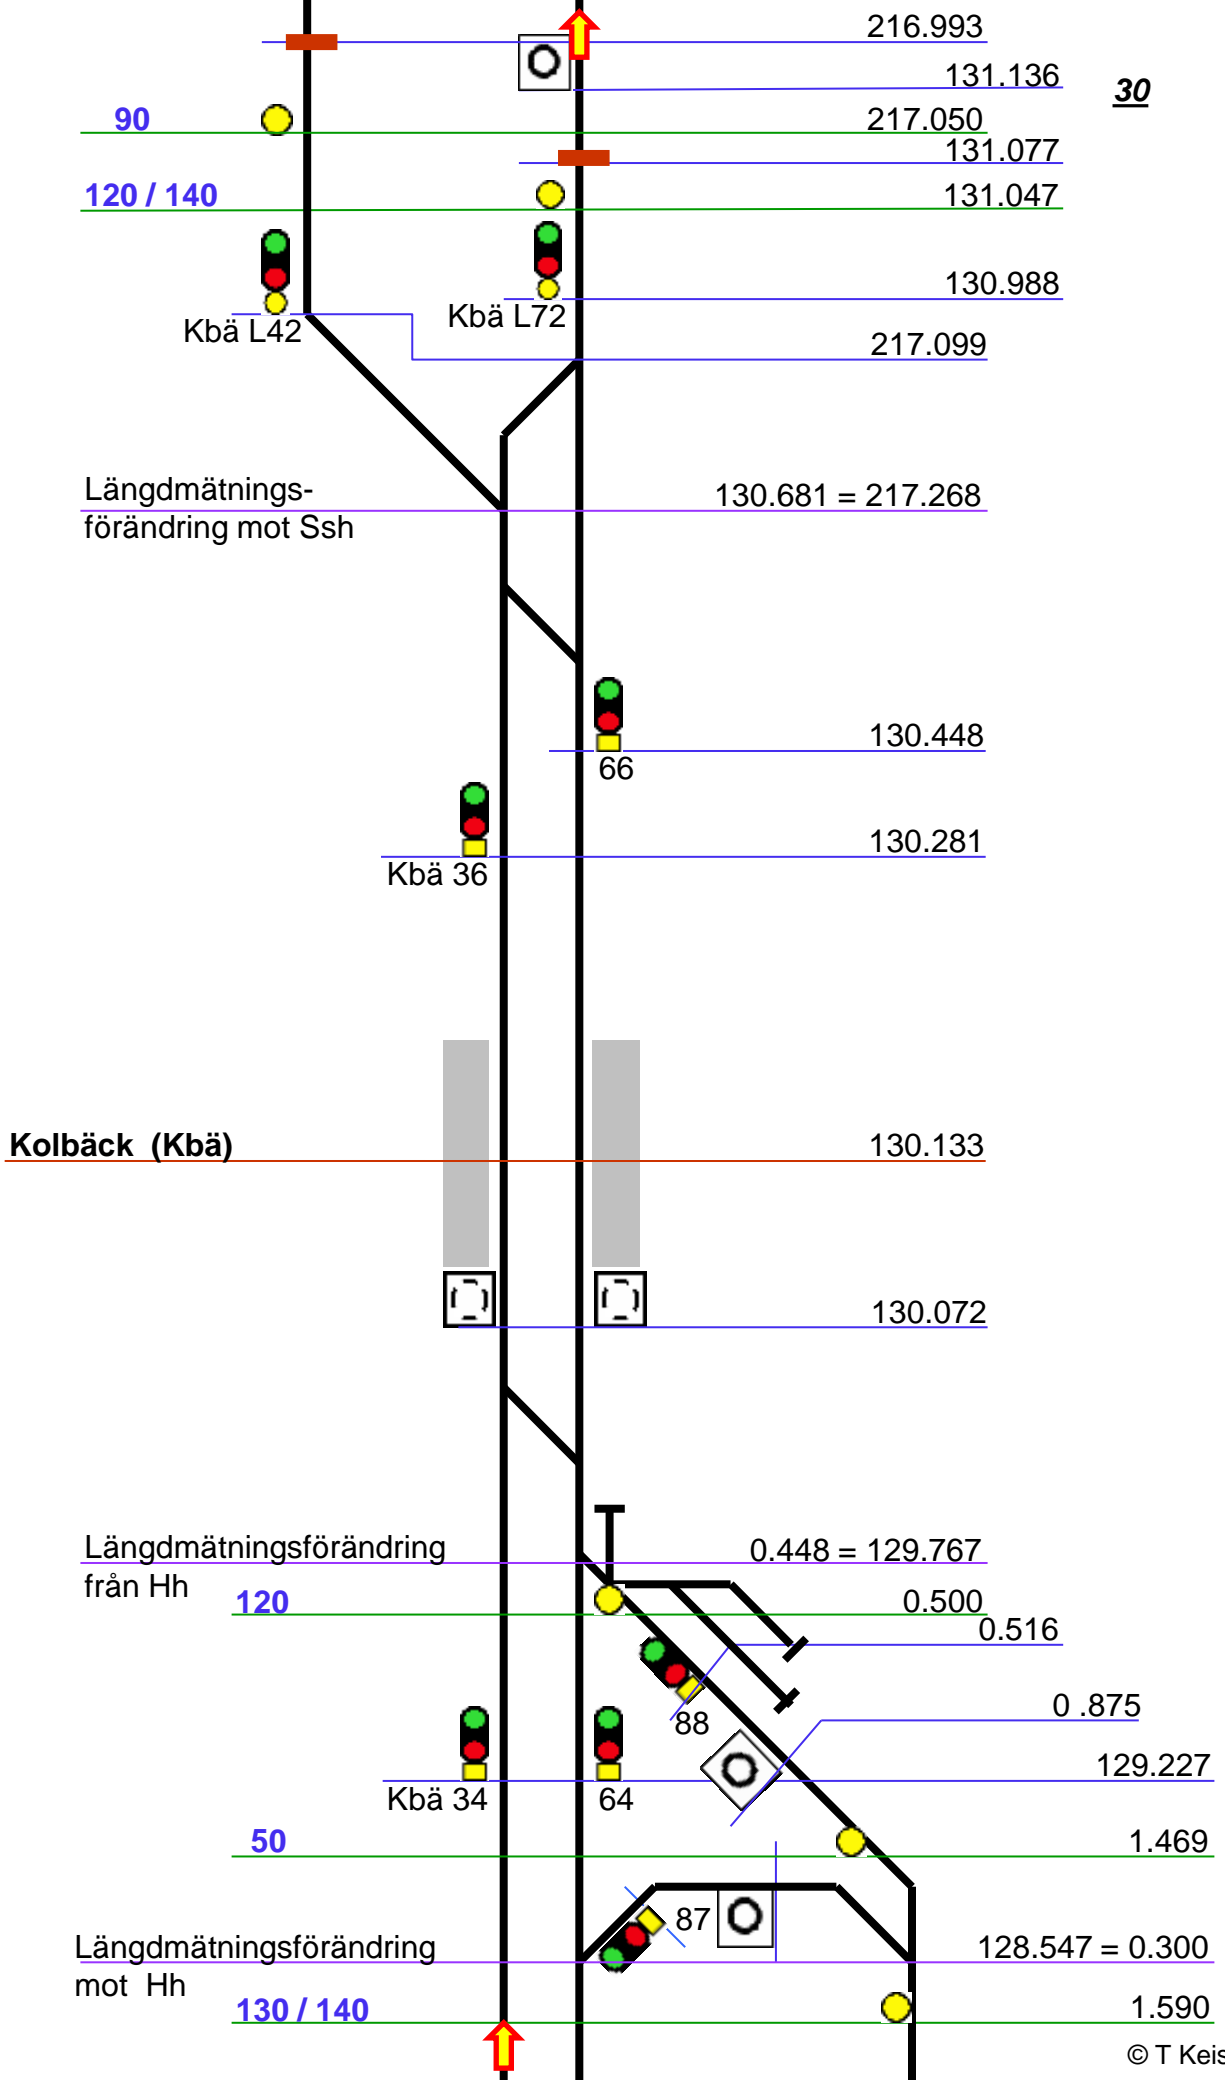 216.993
131.136
30
90
217.050
131.077
120 / 140
131.047
130.988
Kbä L42
Kbä L72
217.099
Längdmätnings-
förändring mot Ssh
130.681 = 217.268
130.448
66
130.281
Kbä 36
Kolbäck (Kbä)
130.133
130.072
Längdmätningsförändring
från Hh
0.448 = 129.767
120
0.500
0.516
88
0 .875
129.227
Kbä 34
64
50
1.469
87
Längdmätningsförändring
mot Hh
128.547 = 0.300
130 / 140
1.590
© T Keis